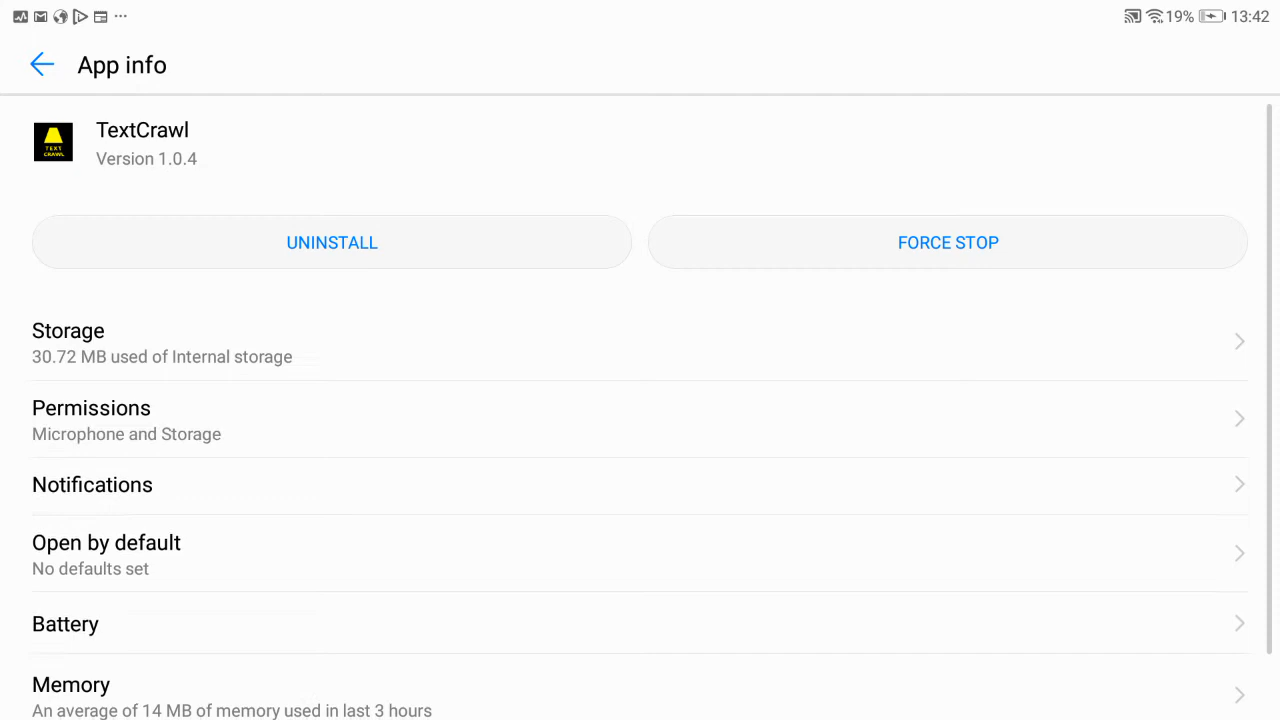 19% 13:42
App info
TEXT
CRAWL
TextCrawl
Version 1.0.4
UNINSTALL
FORCE STOP
Storage
30.72 MB used of Internal storage
Permissions
Microphone and Storage
Notifications
Open by default
No defaults set
Battery
Memory
An average of 14 MB of memory used in last 3 hours